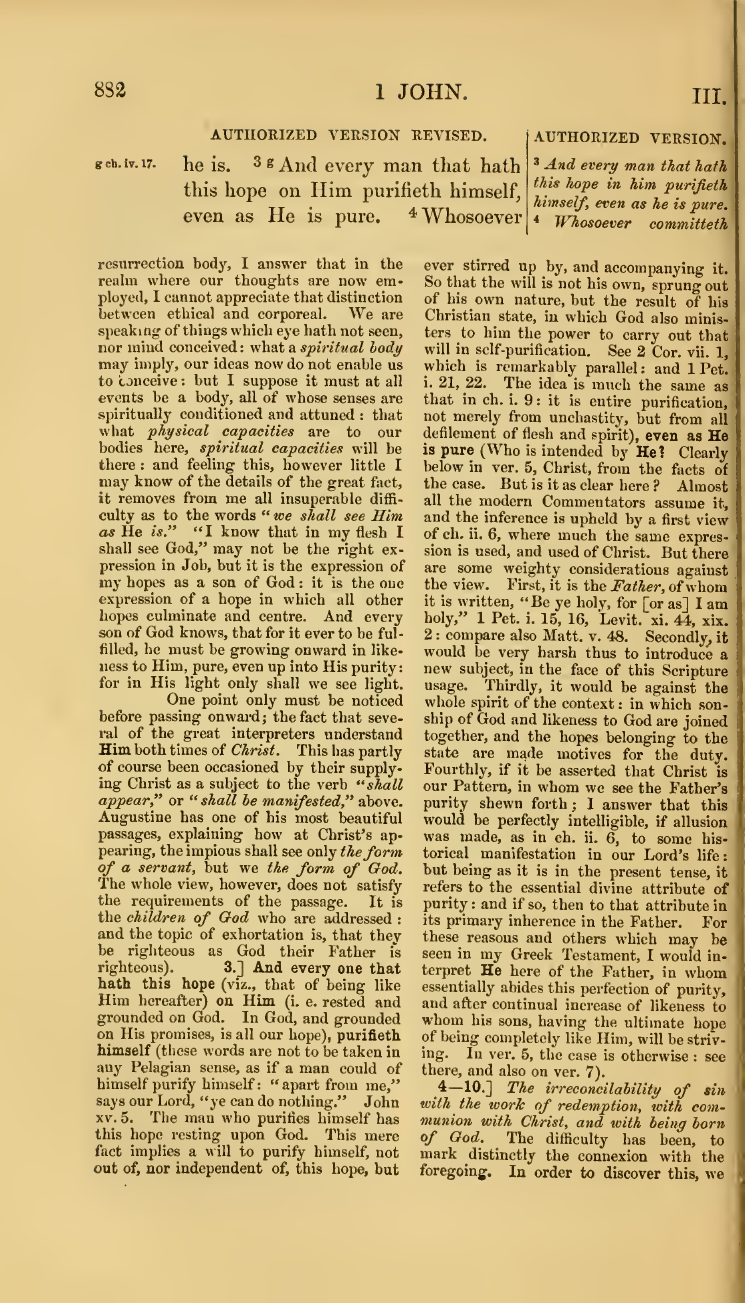 882
1 JOHN.
III.
AUTHORIZED VERSION REVISED.
g ch. iv. 17.
he is. 3 g And every man that hath
this hope on Him purifieth himself,
even as He is pure. 4 Whosoever
AUTHORIZED VERSION.
3 And every man that hath
this hope in him purifieth
himself, even as he is pure.
4 Whosoever committeth
resurrection body, I answer that in the
realm where our thoughts are now em-
ployed, I cannot appreciate that distinction
between ethical and corporeal. We are
speaking of things which eye hath not seen,
nor mind conceived: what a spiritual body
may imply, our ideas now do not enable us
to conceive: but I suppose it must at all
events be a body, all of whose senses are
spiritually conditioned and attuned: that
what physical capacities are to our
bodies here, spiritual capacities will be
there: and feeling this, however little I
may know of the details of the great fact,
it removes from me all insuperable diffi-
culty as to the words "we shall see Him
as He is." "I know that in my flesh I
shall see God," may not be the right ex-
pression in Job, but it is the expression of
my hopes as a son of God: it is the one
expression of a hope in which all other
hopes culminate and centre. And every
son of God knows, that for it ever to be ful-
filled, he must be growing onward in like-
ness to Him, pure, even up into His purity:
for in His light only shall we see light.
One point only must be noticed
before passing onward; the fact that seve-
ral of the great interpreters understand
Him both times of Christ. This has partly
of course been occasioned by their supply-
ing Christ as a subject to the verb "shall
appear," or "shall be manifested," above.
Augustine has one of his most beautiful
passages, explaining how at Christ's ap-
pearing, the impious shall see only the form
of a servant, but we the form of God.
The whole view, however, does not satisfy
the requirements of the passage. It is
the children of God who are addressed:
and the topic of exhortation is, that they
be righteous as God their Father is
righteous). 3.] And every one that
hath this hope (viz., that of being like
Him hereafter) on Him (i. e. rested and
grounded on God. In God, and grounded
on His promises, is all our hope), purifieth
himself (these words are not to be taken in
any Pelagian sense, as if a man could of
himself purify himself: "apart from me,"
says our Lord, "ye can do nothing." John
xv. 5. The man who purifies himself has
this hope resting upon God. This mere
fact implies a will to purify himself, not
out of, nor independent of, this hope, but
ever stirred up by, and accompanying it.
So that the will is not his own, sprung out
of his own nature, but the result of his
Christian state, in which God also minis-
ters to him the power to carry out that
will in self-purification. See 2 Cor. vii. 1,
which is remarkably parallel: and 1 Pet.
i. 21, 22. The idea is much the same as
that in ch. i. 9: it is entire purification,
not merely from unchastity, but from all
defilement of flesh and spirit), even as He
is pure (Who is intended by He? Clearly
below in ver. 5, Christ, from the facts of
the case. But is it as clear here? Almost
all the modern Commentators assume it,
and the inference is upheld by a first view
of ch. ii. 6, where much the same expres-
sion is used, and used of Christ. But there
are some weighty considerations against
the view. First, it is the Father, of whom
it is written, "Be ye holy, for [or as] I am
holy," 1 Pet. i. 15, 16, Levit. xi. 44, xix.
2: compare also Matt. v. 48. Secondly, it
would be very harsh thus to introduce a
new subject, in the face of this Scripture
usage. Thirdly, it would be against the
whole spirit of the context: in which son-
ship of God and likeness to God are joined
together, and the hopes belonging to the
state are made motives for the duty.
Fourthly, if it be asserted that Christ is
our Pattern, in whom we see the Father's
purity shewn forth; I answer that this
would be perfectly intelligible, if allusion
was made, as in ch. ii. 6, to some his-
torical manifestation in our Lord's life:
but being as it is in the present tense, it
refers to the essential divine attribute of
purity: and if so, then to that attribute in
its primary inherence in the Father. For
these reasons and others which may be
seen in my Greek Testament, I would in-
terpret He here of the Father, in whom
essentially abides this perfection of purity,
and after continual increase of likeness to
whom his sons, having the ultimate hope
of being completely like Him, will be striv-
ing. In ver. 5, the case is otherwise: see
there, and also on ver. 7).
4—10.] The irreconcilability of sin
with the work of redemption, with com-
munion with Christ, and with being born
of God. The difficulty has been, to
mark distinctly the connexion with the
foregoing. In order to discover this, we